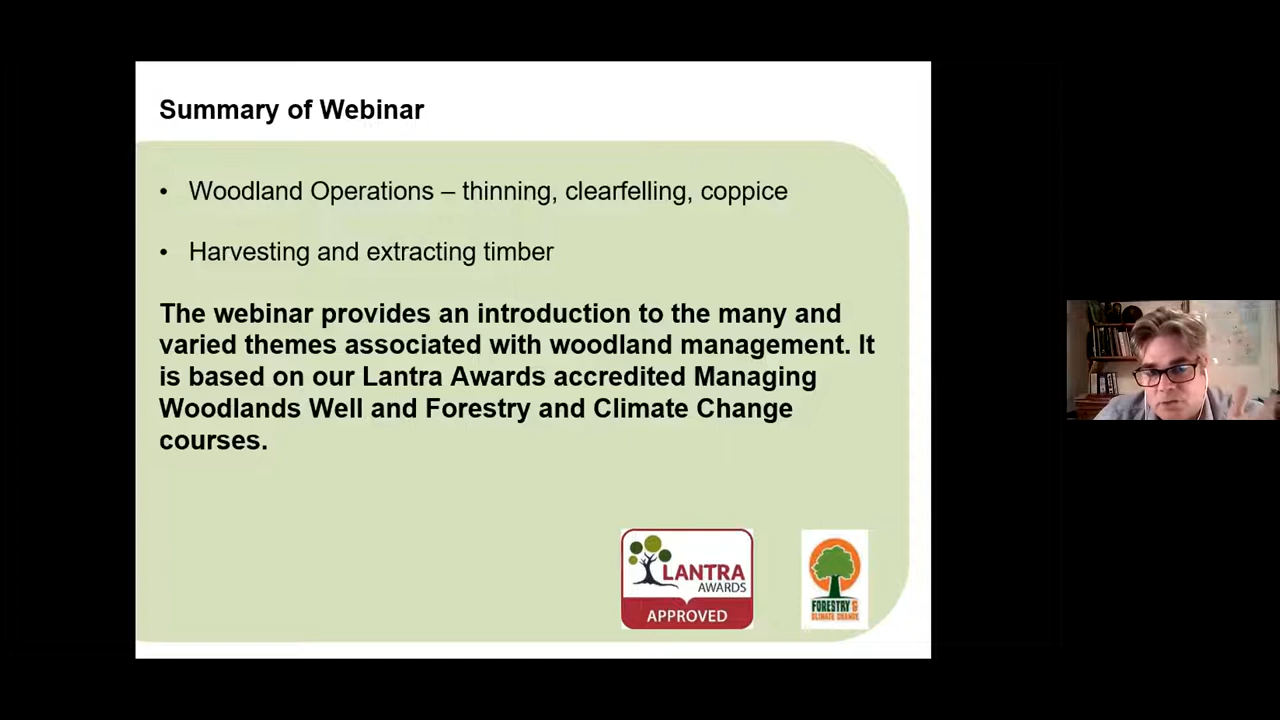 Summary of Webinar
• Woodland Operations – thinning, clearfelling, coppice
• Harvesting and extracting timber
The webinar provides an introduction to the many and
varied themes associated with woodland management. It
is based on our Lantra Awards accredited Managing
Woodlands Well and Forestry and Climate Change
courses.
LANTRA
AWARDS
APPROVED
FORESTRY &
CLIMATE CHANGE